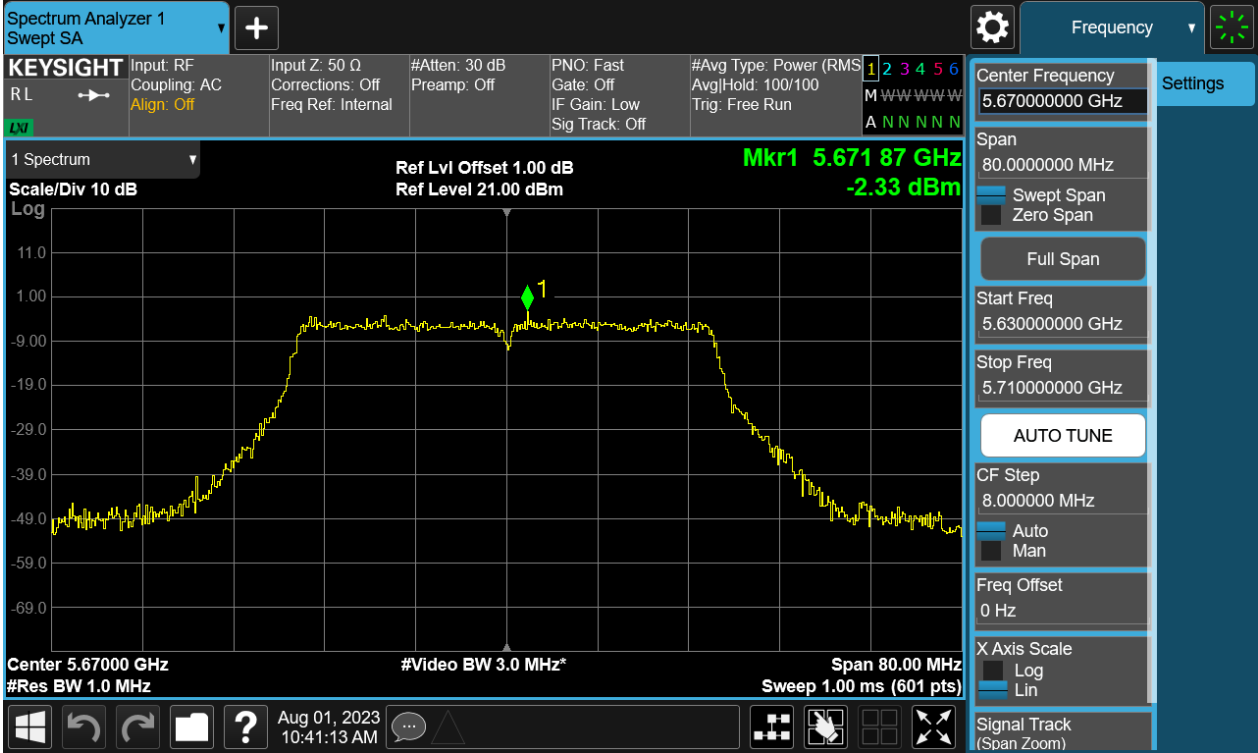 Spectrum Analyzer 1
Swept SA
Frequency
KEYSIGHT
R L
LXI
Input: RF
Coupling: AC
Align: Off
Input Z: 50 Ω
Corrections: Off
Freq Ref: Internal
#Atten: 30 dB
Preamp: Off
PNO: Fast
Gate: Off
IF Gain: Low
Sig Track: Off
#Avg Type: Power (RMS
Avg|Hold: 100/100
Trig: Free Run
1 2 3 4 5 6
M W W W W W
A N N N N N
1 Spectrum
Scale/Div 10 dB
Ref Lvl Offset 1.00 dB
Ref Level 21.00 dBm
Mkr1 5.671 87 GHz
-2.33 dBm
Log
11.0
1.00
-9.00
-19.0
-29.0
-39.0
-49.0
-59.0
-69.0
1
Center 5.67000 GHz
#Res BW 1.0 MHz
#Video BW 3.0 MHz*
Span 80.00 MHz
Sweep 1.00 ms (601 pts)
Center Frequency
5.670000000 GHz
Span
80.0000000 MHz
Swept Span
Zero Span
Full Span
Start Freq
5.630000000 GHz
Stop Freq
5.710000000 GHz
AUTO TUNE
CF Step
8.000000 MHz
Auto
Man
Freq Offset
0 Hz
X Axis Scale
Log
Lin
Signal Track
(Span Zoom)
Settings
?
Aug 01, 2023
10:41:13 AM